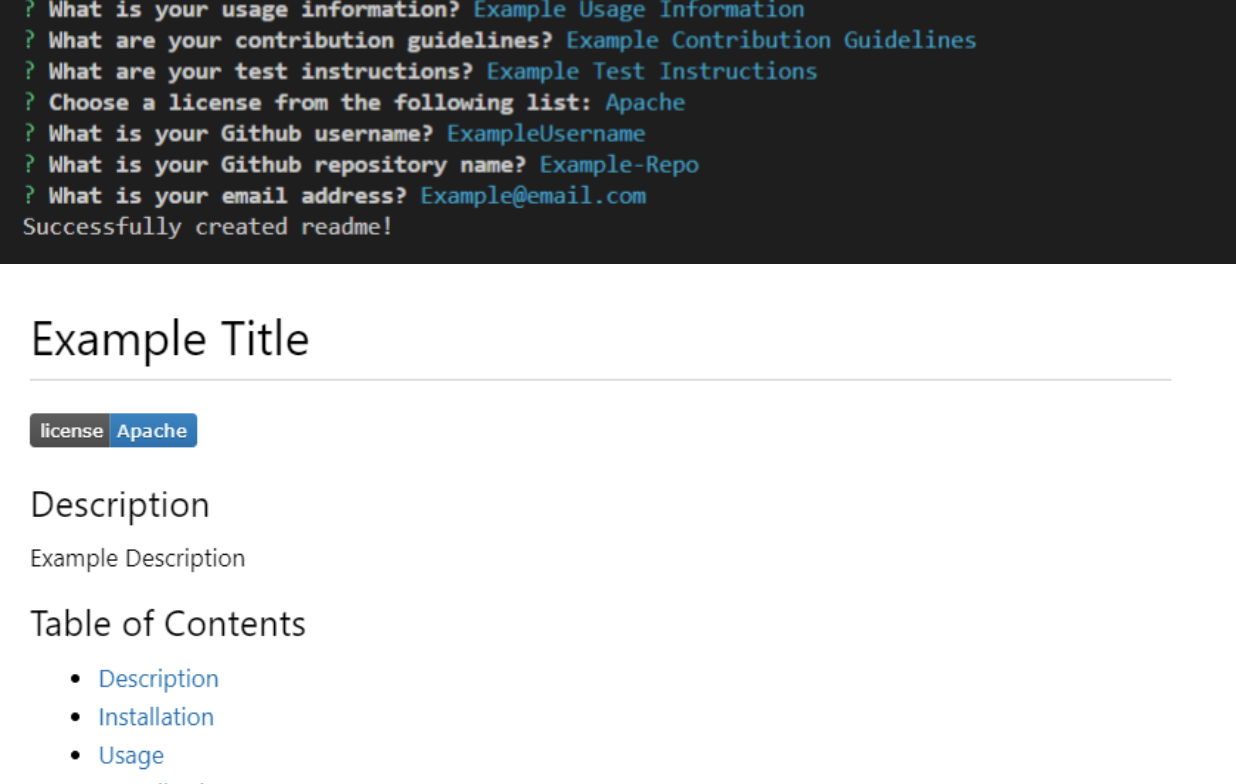 ? What is your usage information? Example Usage Information
? What are your contribution guidelines? Example Contribution Guidelines
? What are your test instructions? Example Test Instructions
? Choose a license from the following list: Apache
? What is your Github username? ExampleUsername
? What is your Github repository name? Example-Repo
? What is your email address? Example@email.com
Successfully created readme!
Example Title
license Apache
Description
Example Description
Table of Contents
• Description
• Installation
• Usage